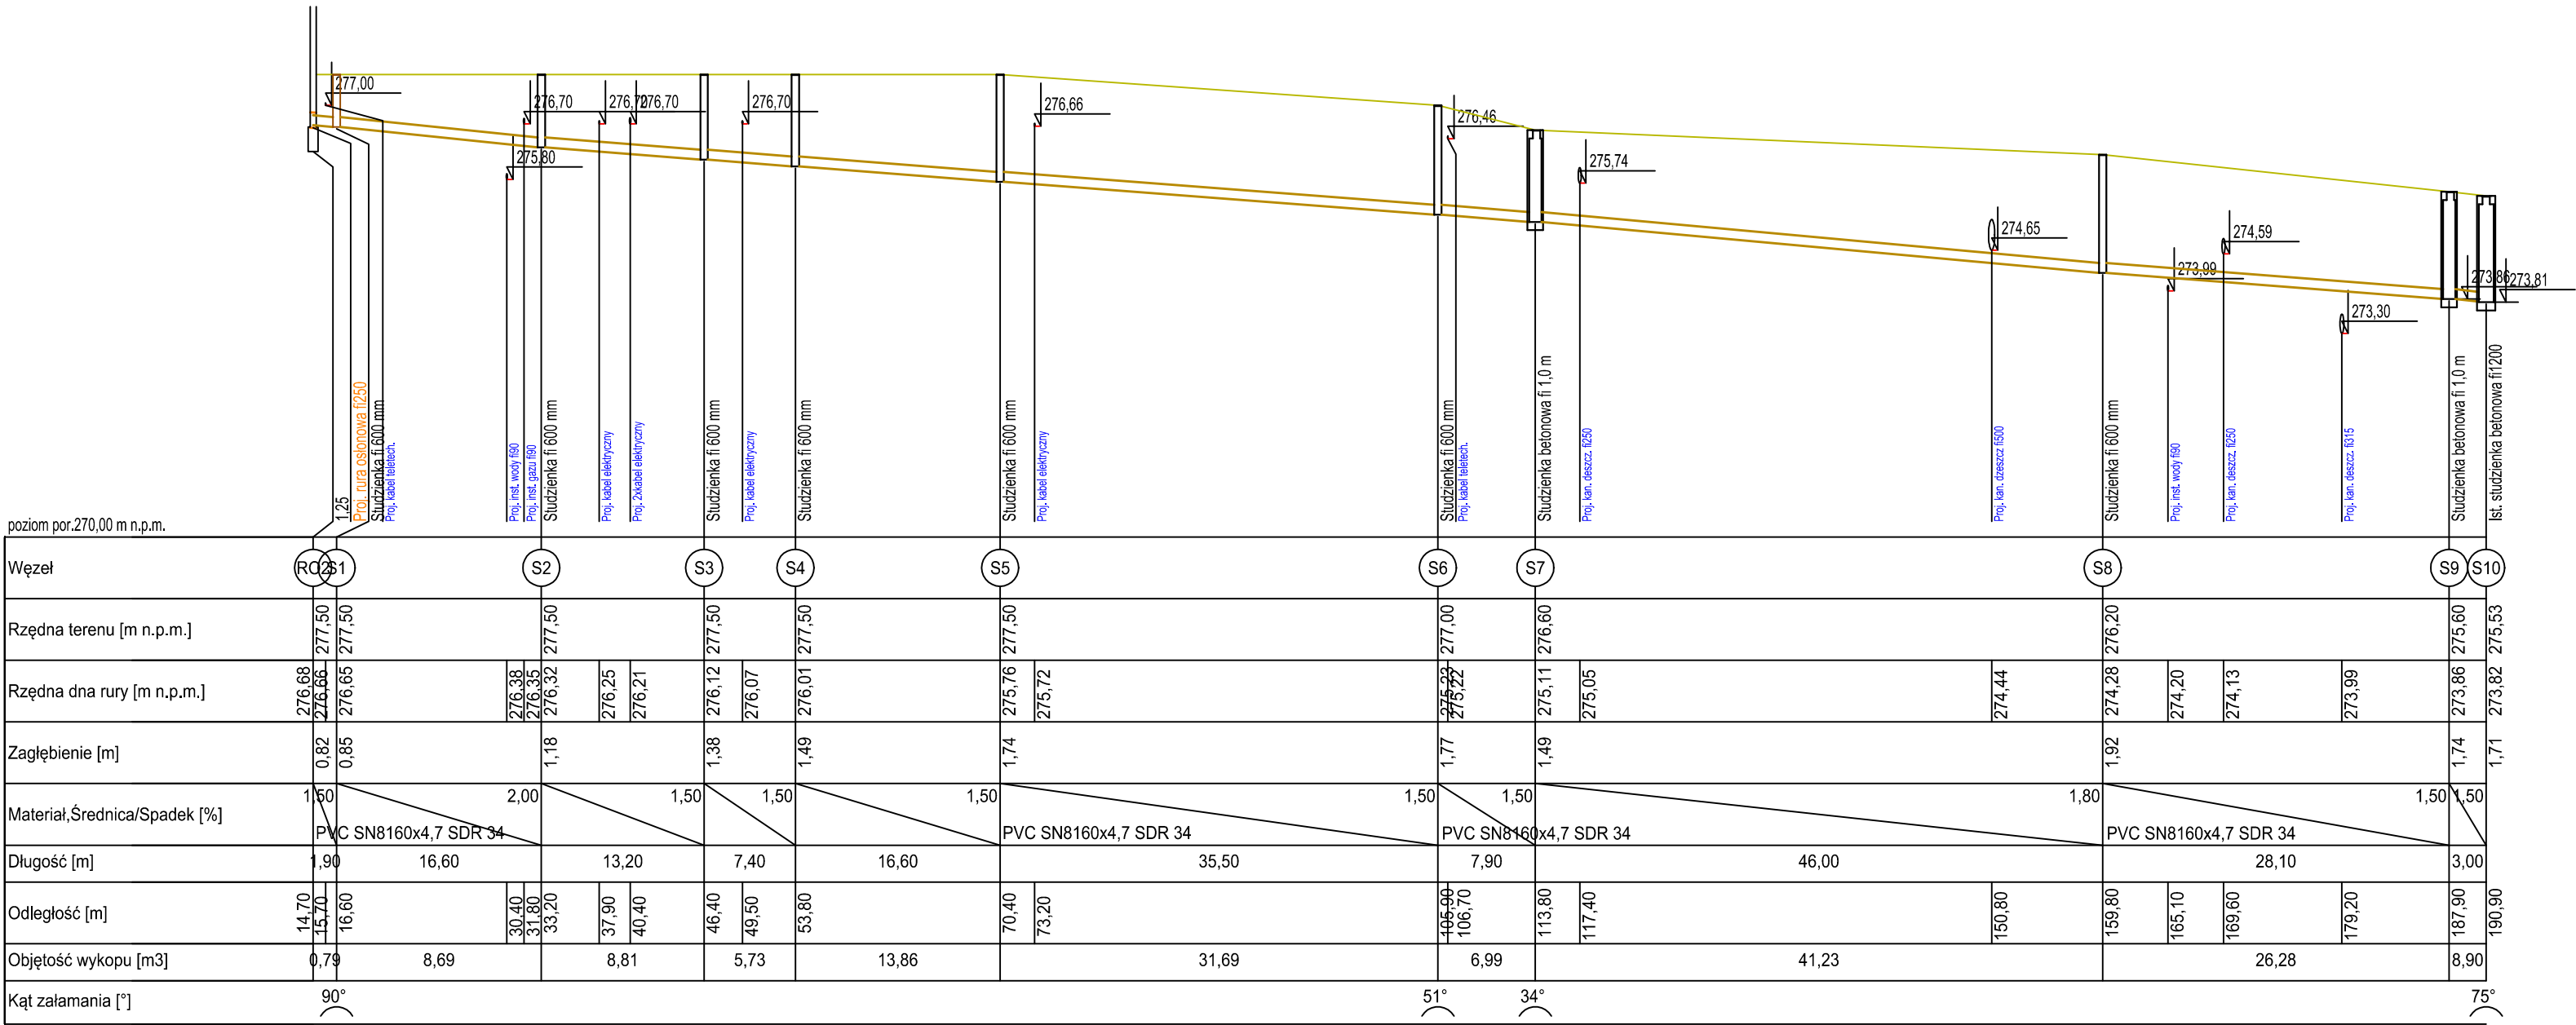 277,00
276,70
276,70
276,70
276,70
276,66
276,46
275,80
275,74
274,65
274,59
273,99
273,86
273,81
273,30
1,25
Proj. rura osłonowa fi250
Studzienka fi 600 mm
Proj. kabel teletech.
Proj. inst. wody fi90
Proj. inst. gazu fi90
Studzienka fi 600 mm
Proj. kabel elektryczny
Proj. 2xkabel elektryczny
Studzienka fi 600 mm
Proj. kabel elektryczny
Studzienka fi 600 mm
Studzienka fi 600 mm
Proj. kabel elektryczny
Studzienka fi 600 mm
Proj. kabel teletech.
Studzienka betonowa fi 1,0 m
Proj. kan. deszcz. fi250
Proj. kan. dzeszcz fi500
Studzienka fi 600 mm
Proj. inst. wody fi90
Proj. kan. deszcz. fi250
Proj. kan. deszcz. fi315
Studzienka betonowa fi 1,0 m
Ist. studzienka betonowa fi1200
poziom por.270,00 m n.p.m.
Węzeł RO2 S1 S2 S3 S4 S5 S6 S7 S8 S9 S10
Rzędna terenu [m n.p.m.] 277,50 277,50 277,50 277,50 277,50 277,50 277,00 276,60 276,20 275,60 275,53
Rzędna dna rury [m n.p.m.] 276,68 276,66 276,65 276,38 276,35 276,32 276,25 276,21 276,12 276,07 276,01 275,76 275,72 275,23 275,22 275,11 275,05 274,44 274,28 274,20 274,13 273,99 273,86 273,82
Zagłębienie [m] 0,82 0,85 1,18 1,38 1,49 1,74 1,77 1,49 1,92 1,74 1,71
Materiał,Średnica/Spadek [%] 1,50 2,00 1,50 1,50 1,50 1,50 1,50 1,80 1,50 1,50
PVC SN8160x4,7 SDR 34 PVC SN8160x4,7 SDR 34 PVC SN8160x4,7 SDR 34 PVC SN8160x4,7 SDR 34
Długość [m] 1,90 16,60 13,20 7,40 16,60 35,50 7,90 46,00 28,10 3,00
Odległość [m] 14,70 15,70 16,60 30,40 31,80 33,20 37,90 40,40 46,40 49,50 53,80 70,40 73,20 105,90 106,70 113,80 117,40 150,80 159,80 165,10 169,60 179,20 187,90 190,90
Objętość wykopu [m3] 0,79 8,69 8,81 5,73 13,86 31,69 6,99 41,23 26,28 8,90
Kąt załamania [°] 90° 51° 34° 75°